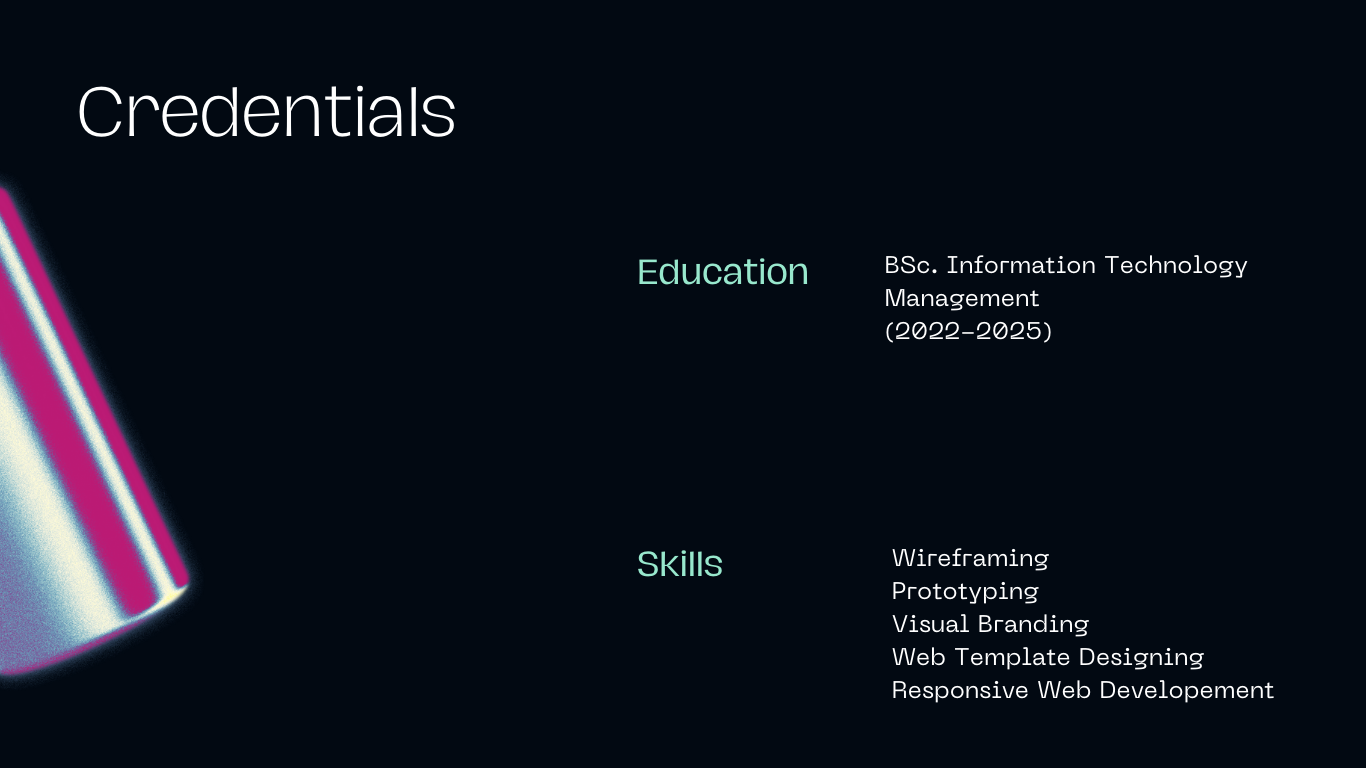 Credentials
Education
BSc. Information Technology
Management
(2022-2025)
Skills
Wireframing
Prototyping
Visual Branding
Web Template Designing
Responsive Web Developement